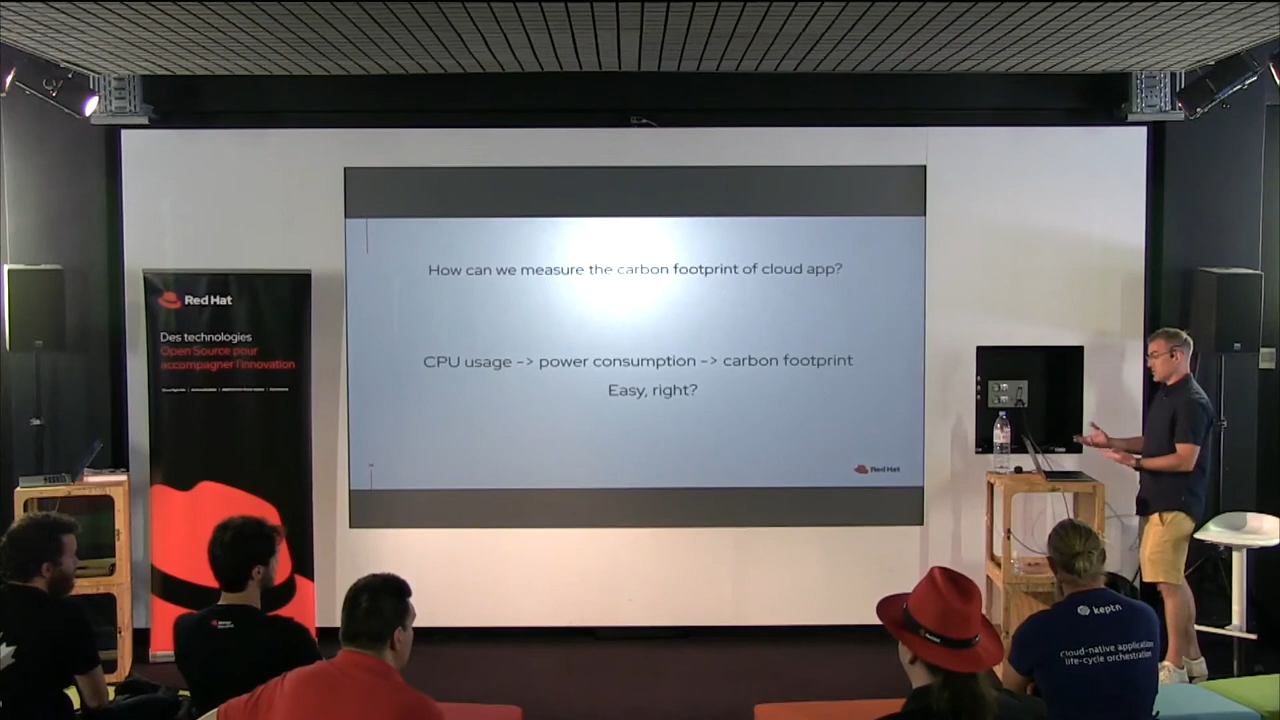 How can we measure the carbon footprint of cloud app?
CPU usage -> power consumption -> carbon footprint
Easy, right?
Red Hat
Red Hat
Des technologies
Open Source pour
accompagner l'innovation
keptn
Cloud-native application
life-cycle orchestration